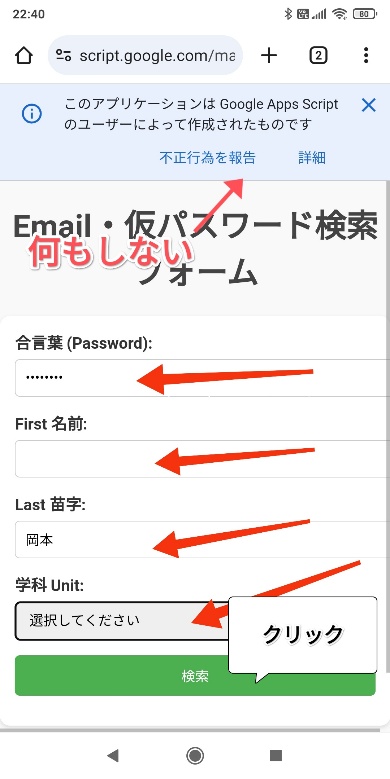 22:40
80
script.google.com/ma
2
このアプリケーションは Google Apps Script
のユーザーによって作成されたものです
不正行為を報告 詳細
Email・仮パスワード検索
フォーム
何もしない
合言葉 (Password):
••••••••
First 名前:
Last 苗字:
岡本
学科 Unit:
選択してください
クリック
検索